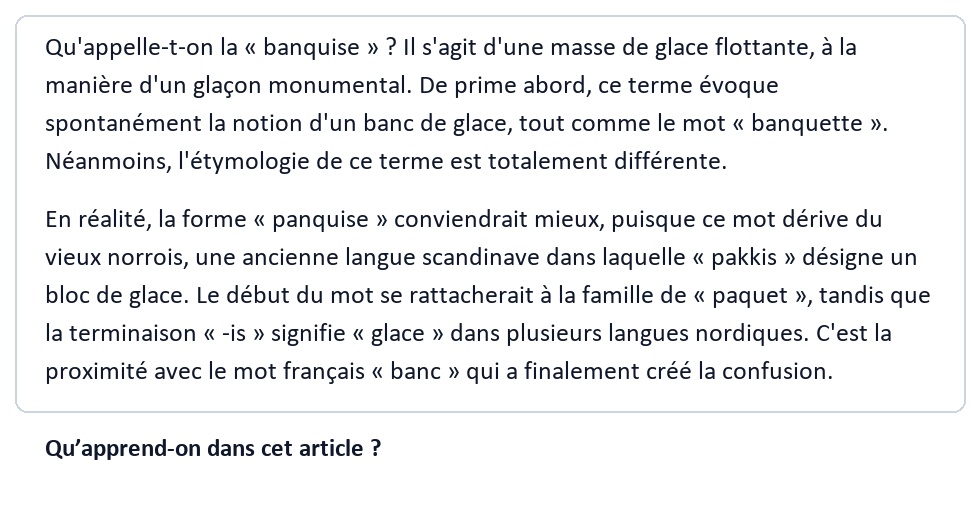 Qu'appelle-t-on la « banquise » ? Il s'agit d'une masse de glace flottante, à la
manière d'un glaçon monumental. De prime abord, ce terme évoque
spontanément la notion d'un banc de glace, tout comme le mot « banquette ».
Néanmoins, l'étymologie de ce terme est totalement différente.
En réalité, la forme « panquise » conviendrait mieux, puisque ce mot dérive du
vieux norrois, une ancienne langue scandinave dans laquelle « pakkis » désigne un
bloc de glace. Le début du mot se rattacherait à la famille de « paquet », tandis que
la terminaison « -is » signifie « glace » dans plusieurs langues nordiques. C'est la
proximité avec le mot français « banc » qui a finalement créé la confusion.
Qu’apprend-on dans cet article ?